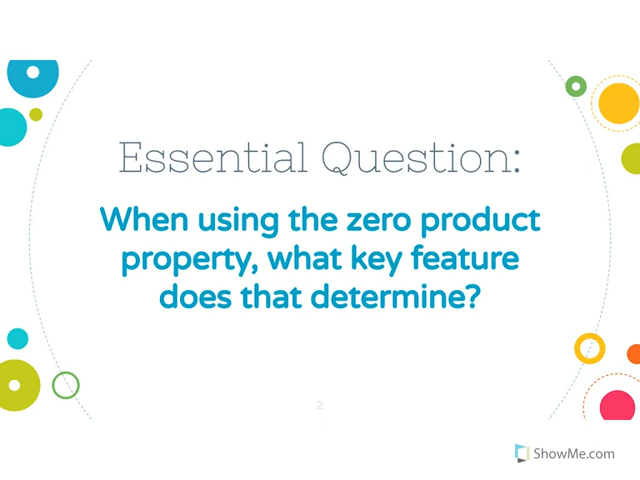 Essential Question:
When using the zero product
property, what key feature
does that determine?
2
ShowMe.com